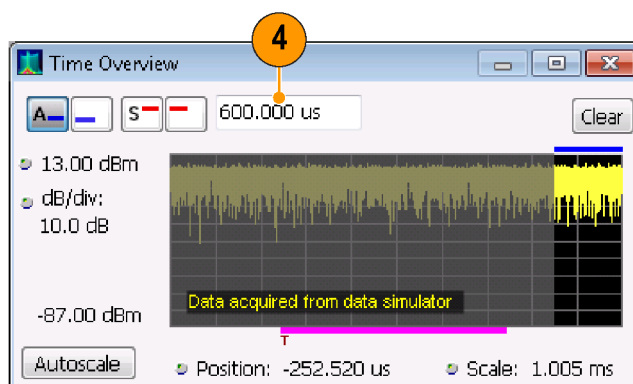 4
Time Overview
A
S
600.000 us
Clear
13.00 dBm
dB/div:
10.0 dB
-87.00 dBm
Data acquired from data simulator
T
Autoscale
Position: -252.520 us
Scale: 1.005 ms